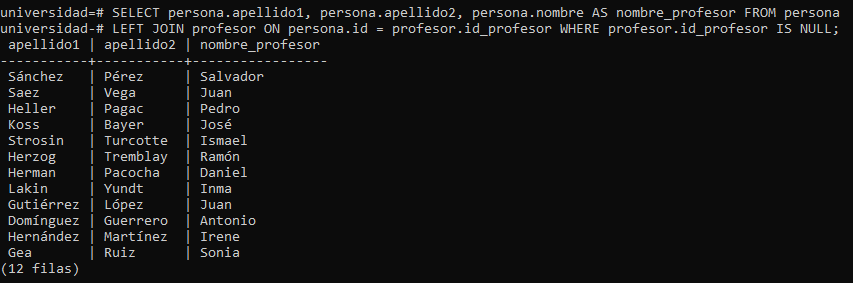 universidad=# SELECT persona.apellido1, persona.apellido2, persona.nombre AS nombre_profesor FROM persona
universidad-# LEFT JOIN profesor ON persona.id = profesor.id_profesor WHERE profesor.id_profesor IS NULL;
 apellido1 | apellido2 | nombre_profesor
-----------+-----------+-----------------
 Sánchez   | Pérez     | Salvador
 Saez      | Vega      | Juan
 Heller    | Pagac     | Pedro
 Koss      | Bayer     | José
 Strosin   | Turcotte  | Ismael
 Herzog    | Tremblay  | Ramón
 Herman    | Pacocha   | Daniel
 Lakin     | Yundt     | Inma
 Gutiérrez | López     | Juan
 Domínguez | Guerrero  | Antonio
 Hernández | Martínez  | Irene
 Gea       | Ruiz      | Sonia
(12 filas)